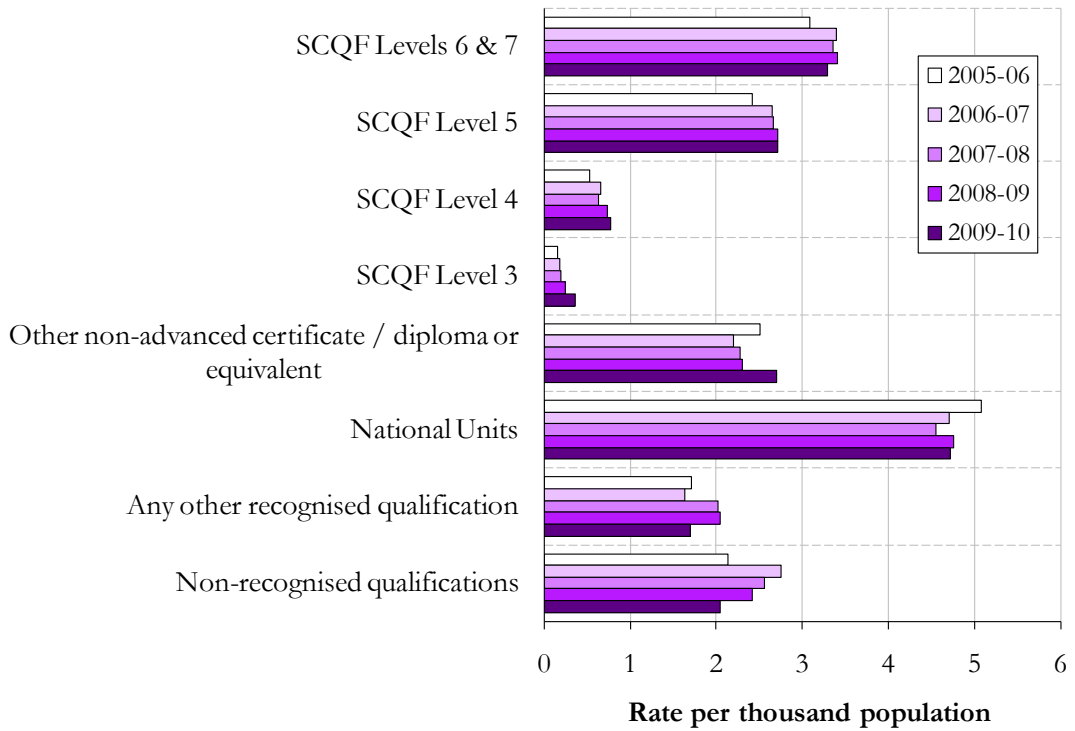 SCQF Levels 6 & 7
SCQF Level 5
SCQF Level 4
SCQF Level 3
Other non-advanced certificate / diploma or
equivalent
National Units
Any other recognised qualification
Non-recognised qualifications
2005-06
2006-07
2007-08
2008-09
2009-10
0 1 2 3 4 5 6
Rate per thousand population